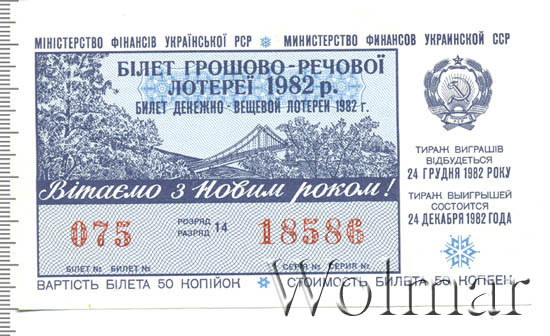 МІНІСТЕРСТВО ФІНАНСІВ УКРАЇНСЬКОЇ РСР ❄ МИНИСТЕРСТВО ФИНАНСОВ УКРАИНСКОЙ ССР
БІЛЕТ ГРОШОВО-РЕЧОВОЇ
ЛОТЕРЕЇ 1982 р.
БИЛЕТ ДЕНЕЖНО-ВЕЩЕВОЙ ЛОТЕРЕИ 1982 г.
Вітаємо з Новим роком!
075 РОЗРЯД РАЗРЯД 14 18586
БІЛЕТ № БИЛЕТ № СЕРІЯ № СЕРИЯ №
ТИРАЖ ВИГРАШІВ
ВІДБУДЕТЬСЯ
24 ГРУДНЯ 1982 РОКУ
ТИРАЖ ВЫИГРЫШЕЙ
СОСТОИТСЯ
24 ДЕКАБРЯ 1982 ГОДА
ВАРТІСТЬ БІЛЕТА 50 КОПІЙОК ❄ СТОИМОСТЬ БИЛЕТА 50 КОПЕЕК
Wolmar